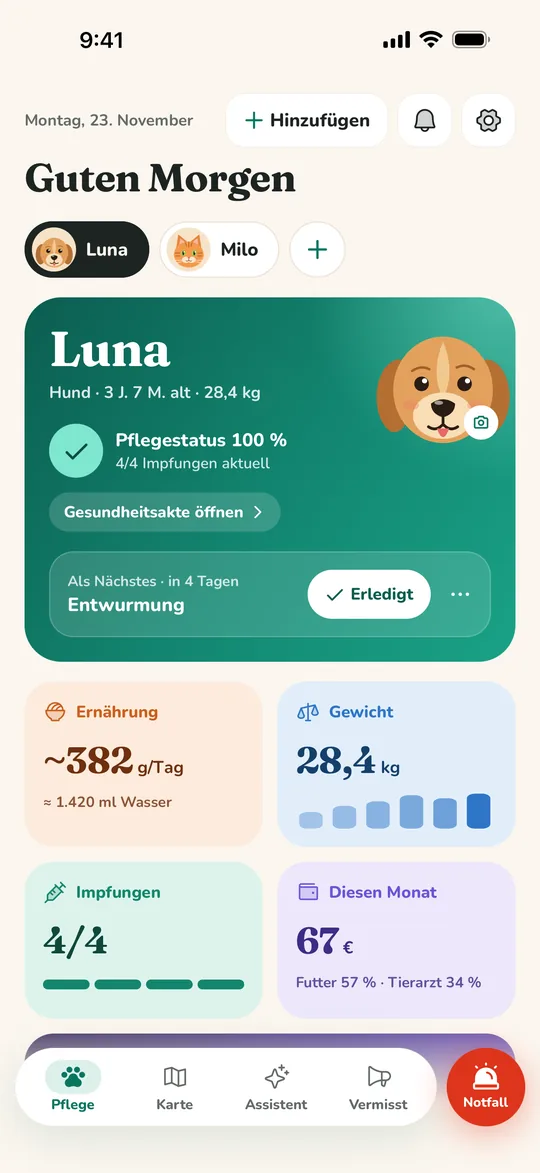 9:41
Montag, 23. November
Hinzufügen
Guten Morgen
Luna
Milo
Luna
Hund · 3 J. 7 M. alt · 28,4 kg
Pflegestatus 100 %
4/4 Impfungen aktuell
Gesundheitsakte öffnen
Als Nächstes · in 4 Tagen
Entwurmung
Erledigt
Ernährung
~382 g/Tag
≈ 1.420 ml Wasser
Gewicht
28,4 kg
Impfungen
4/4
Diesen Monat
67 €
Futter 57 % · Tierarzt 34 %
Pflege
Karte
Assistent
Vermisst
Notfall